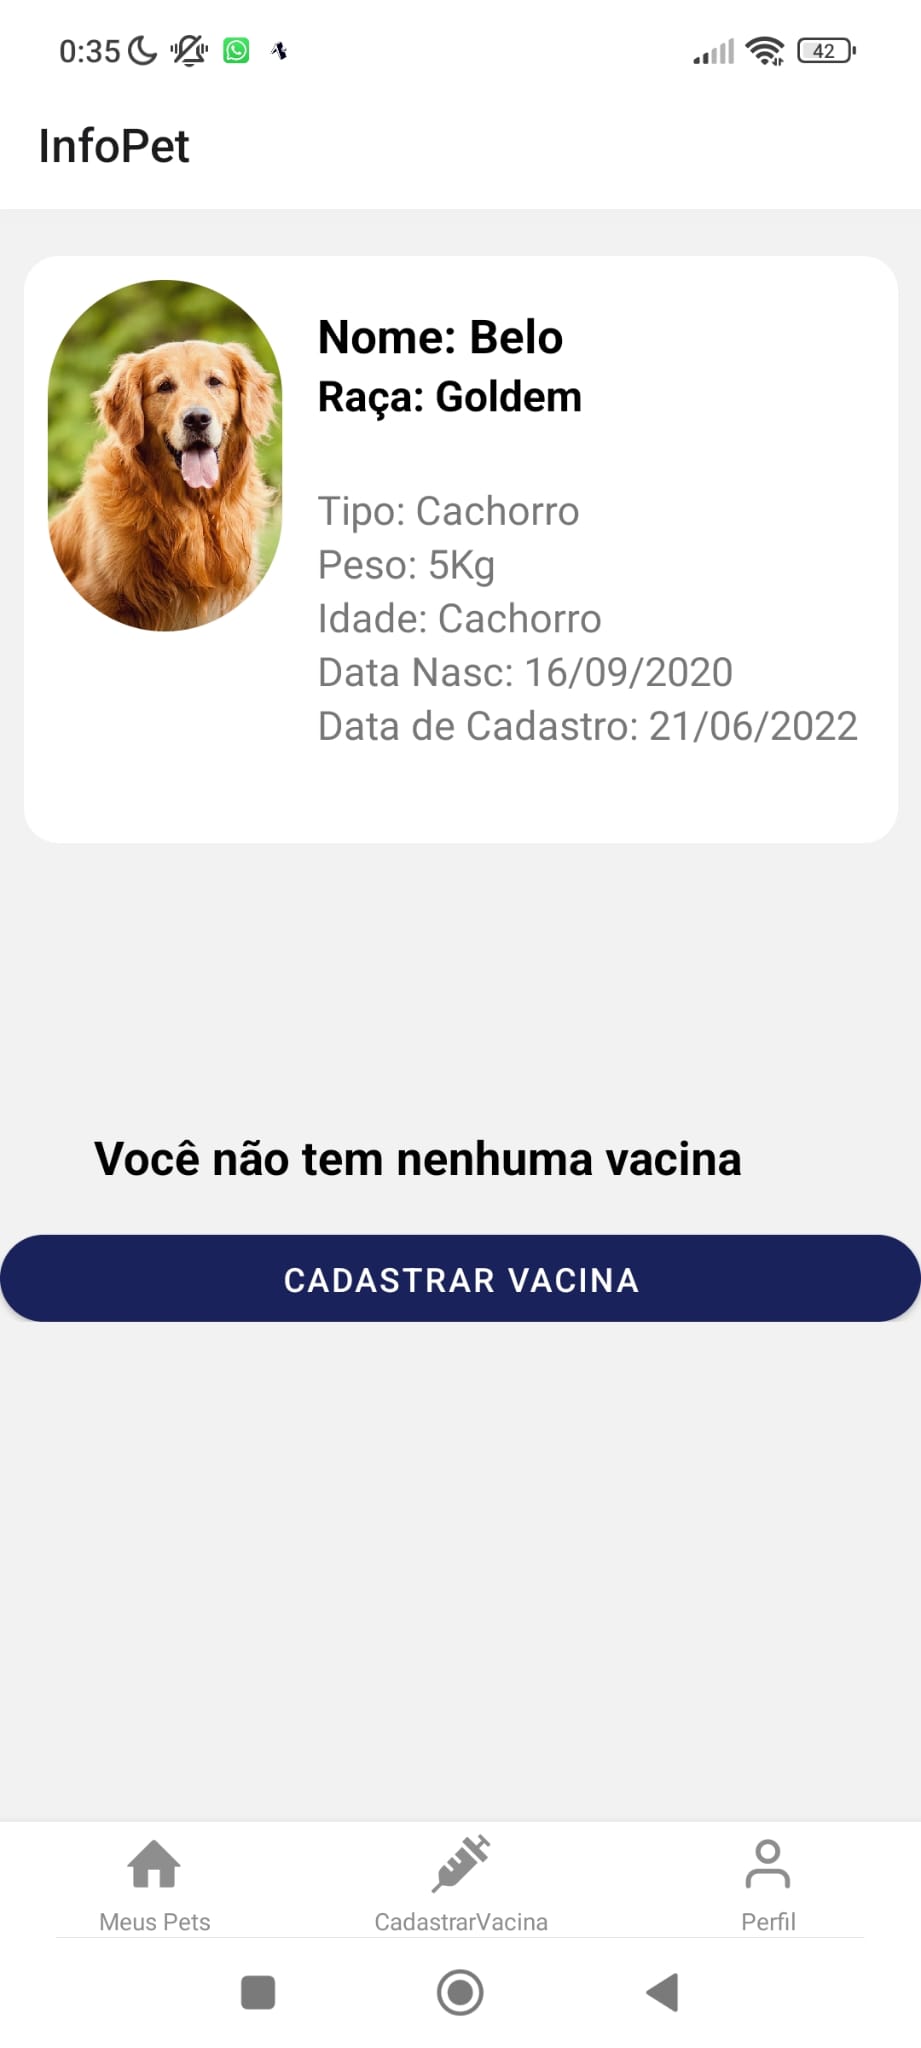 0:35
42
InfoPet
Nome: Belo
Raça: Goldem
Tipo: Cachorro
Peso: 5Kg
Idade: Cachorro
Data Nasc: 16/09/2020
Data de Cadastro: 21/06/2022
Você não tem nenhuma vacina
CADASTRAR VACINA
Meus Pets
CadastrarVacina
Perfil